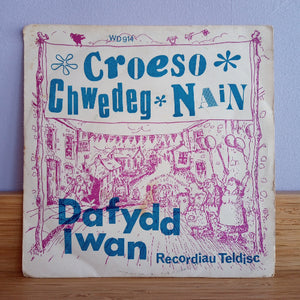 WD 914
Croeso
Chwedeg Nain
Dafydd
Iwan
Recordiau Teldisc